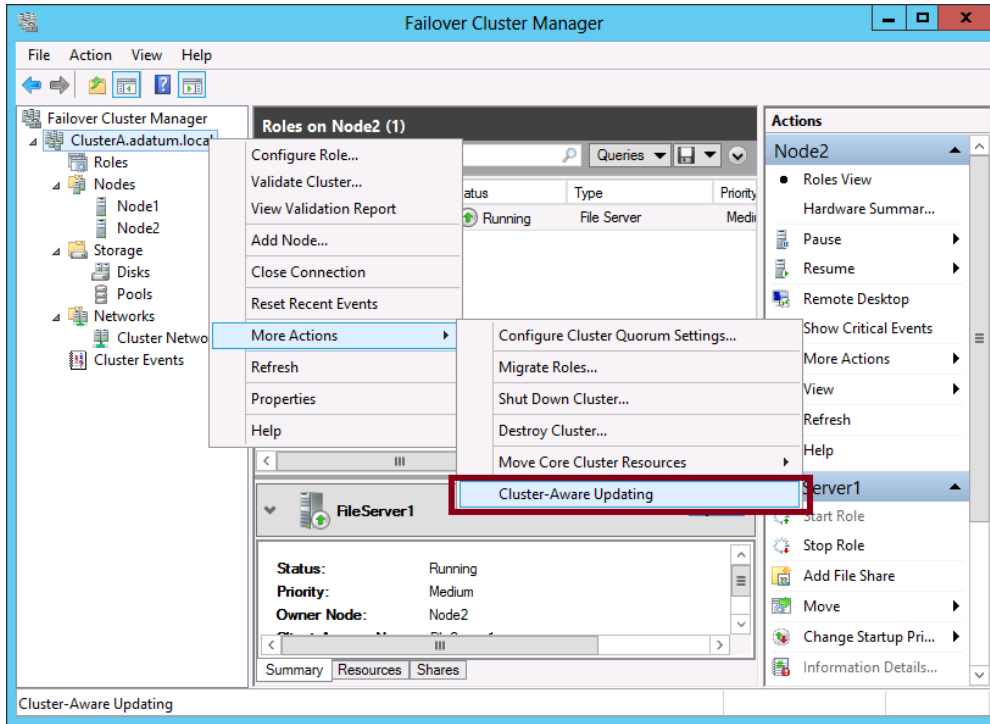 Failover Cluster Manager
File Action View Help
Failover Cluster Manager
ClusterA.adatum.local
Roles
Nodes
Node1
Node2
Storage
Disks
Pools
Networks
Cluster Netwo
Cluster Events
Roles on Node2 (1)
Queries
atus Type Priority
Running File Server Medi
Configure Role...
Validate Cluster...
View Validation Report
Add Node...
Close Connection
Reset Recent Events
More Actions
Refresh
Properties
Help
Configure Cluster Quorum Settings...
Migrate Roles...
Shut Down Cluster...
Destroy Cluster...
Move Core Cluster Resources
Cluster-Aware Updating
FileServer1
Status: Running
Priority: Medium
Owner Node: Node2
Summary Resources Shares
Actions
Node2
Roles View
Hardware Summar...
Pause
Resume
Remote Desktop
Show Critical Events
More Actions
View
Refresh
Help
Server1
Start Role
Stop Role
Add File Share
Move
Change Startup Pri...
Information Details...
Cluster-Aware Updating